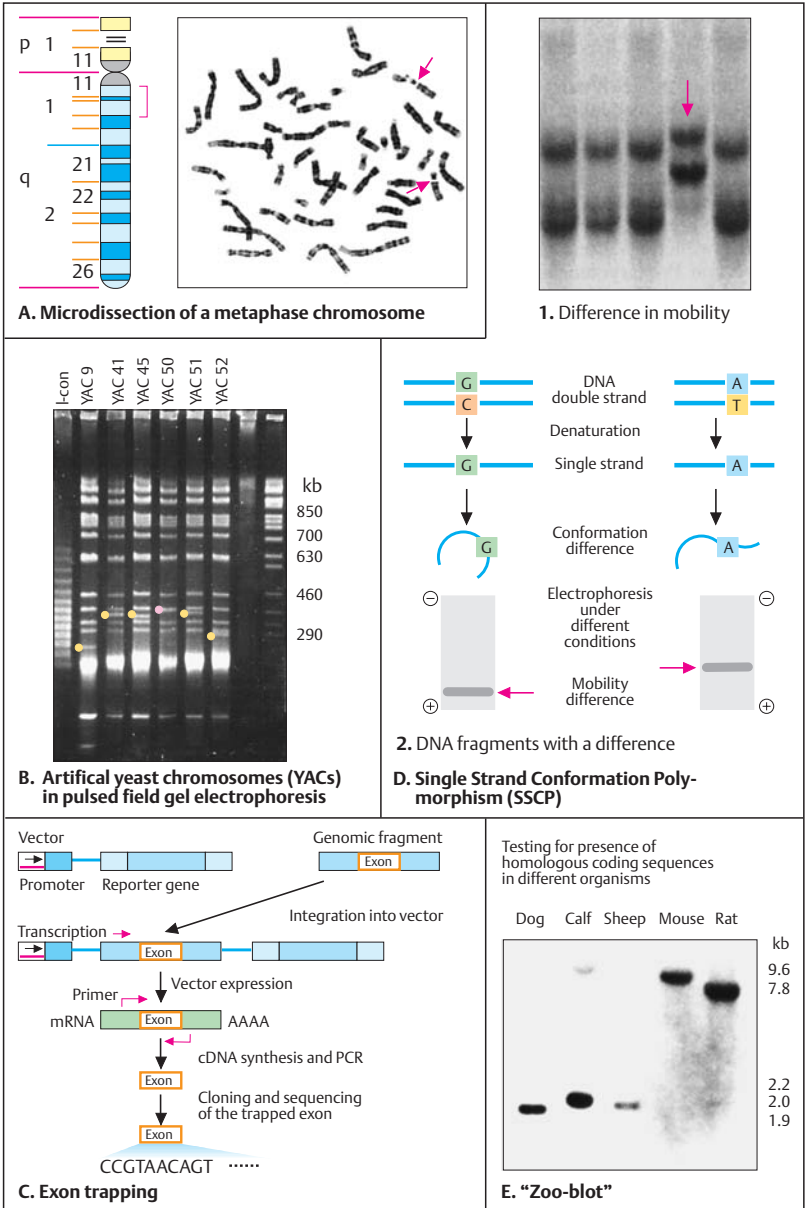 p
1
11
11
1
q
21
22
2
26
A. Microdissection of a metaphase chromosome
1. Difference in mobility
l-con
YAC 9
YAC 41
YAC 45
YAC 50
YAC 51
YAC 52
kb
850
700
630
460
290
B. Artifical yeast chromosomes (YACs)
in pulsed field gel electrophoresis
G
C
DNA
double strand
A
T
Denaturation
G
Single strand
A
Conformation
difference
G
A
Electrophoresis
under
different
conditions
−
−
Mobility
difference
+
+
2. DNA fragments with a difference
D. Single Strand Conformation Poly-
morphism (SSCP)
Vector
Genomic fragment
Exon
Promoter Reporter gene
Integration into vector
Transcription
Exon
Vector expression
Primer
mRNA
Exon
AAAA
cDNA synthesis and PCR
Exon
Cloning and sequencing
of the trapped exon
Exon
CCGTAACAGT ······
C. Exon trapping
Testing for presence of
homologous coding sequences
in different organisms
Dog Calf Sheep Mouse Rat
kb
9.6
7.8
2.2
2.0
1.9
E. “Zoo-blot”